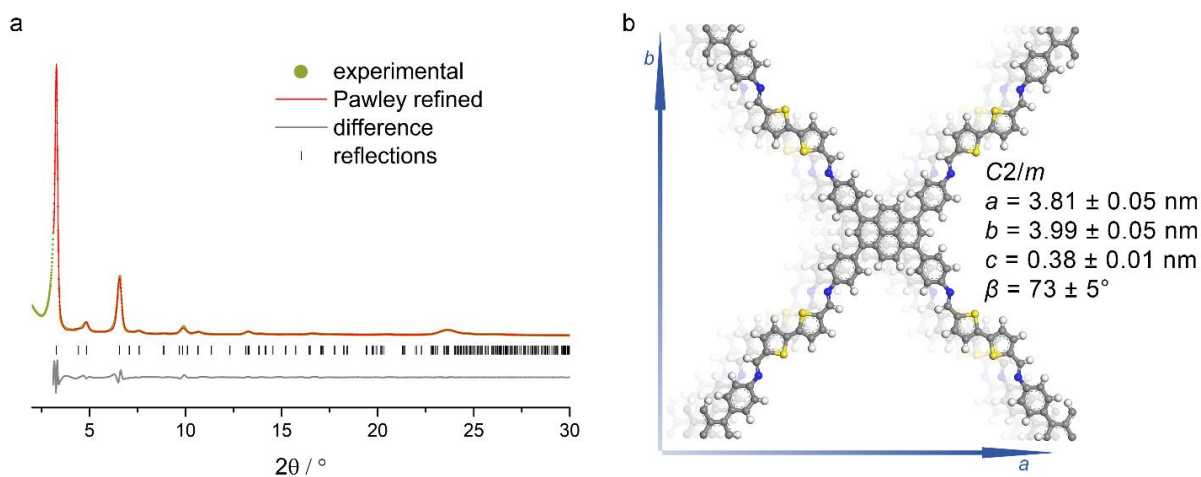 a
experimental
Pawley refined
difference
reflections
5
10
15
20
25
30
2θ / °
b
b
C2/m
a = 3.81 ± 0.05 nm
b = 3.99 ± 0.05 nm
c = 0.38 ± 0.01 nm
β = 73 ± 5°
a